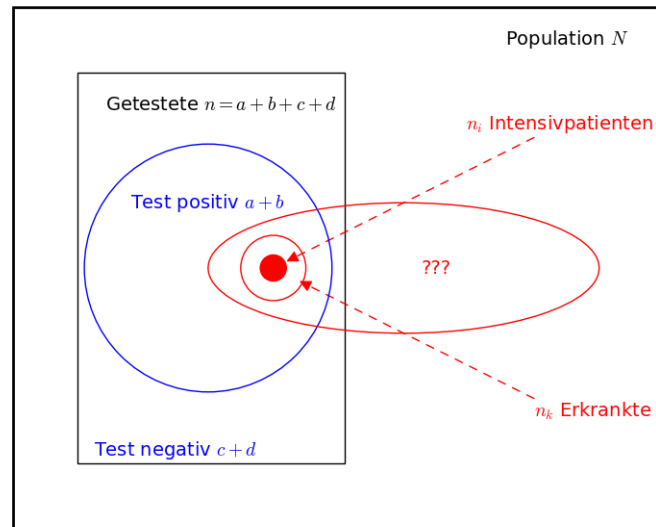 Population N
Getestete n = a + b + c + d
n_i Intensivpatienten
Test positiv a + b
???
n_k Erkrankte
Test negativ c + d